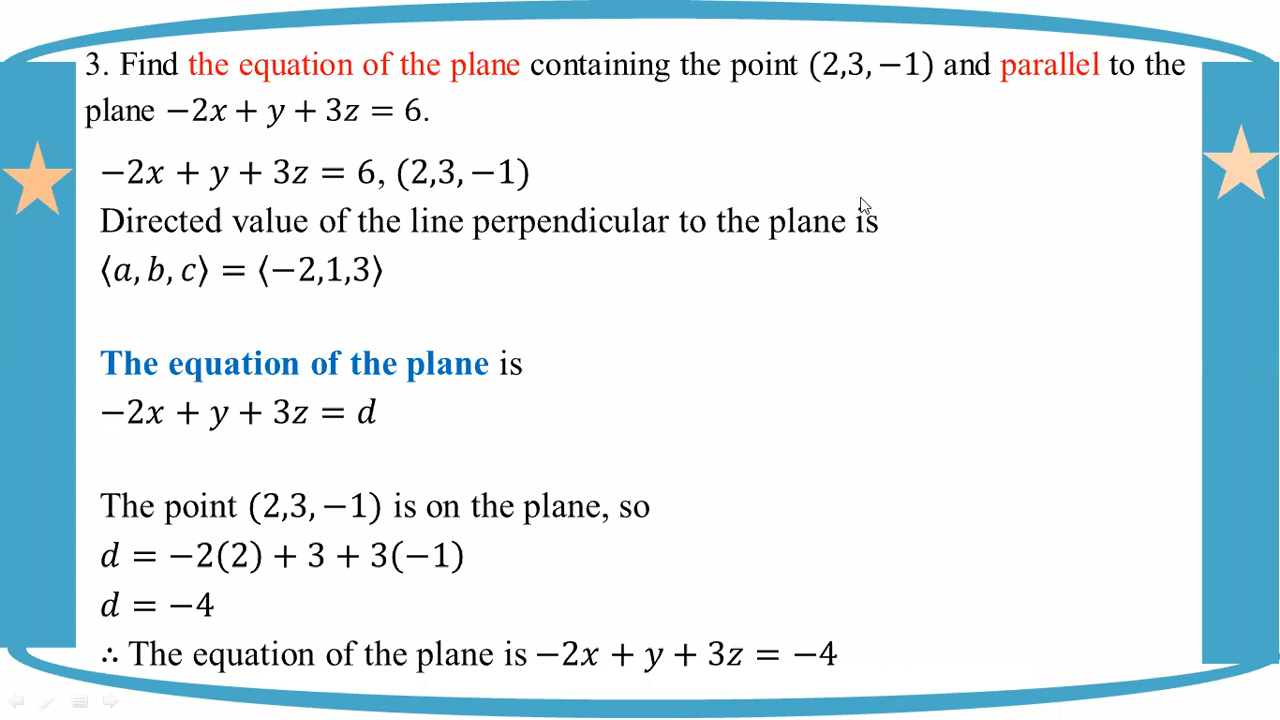 3. Find the equation of the plane containing the point (2,3,−1) and parallel to the
plane −2x + y + 3z = 6.
−2x + y + 3z = 6, (2,3,−1)
Directed value of the line perpendicular to the plane is
⟨a, b, c⟩ = ⟨−2,1,3⟩
The equation of the plane is
−2x + y + 3z = d
The point (2,3,−1) is on the plane, so
d = −2(2) + 3 + 3(−1)
d = −4
∴ The equation of the plane is −2x + y + 3z = −4